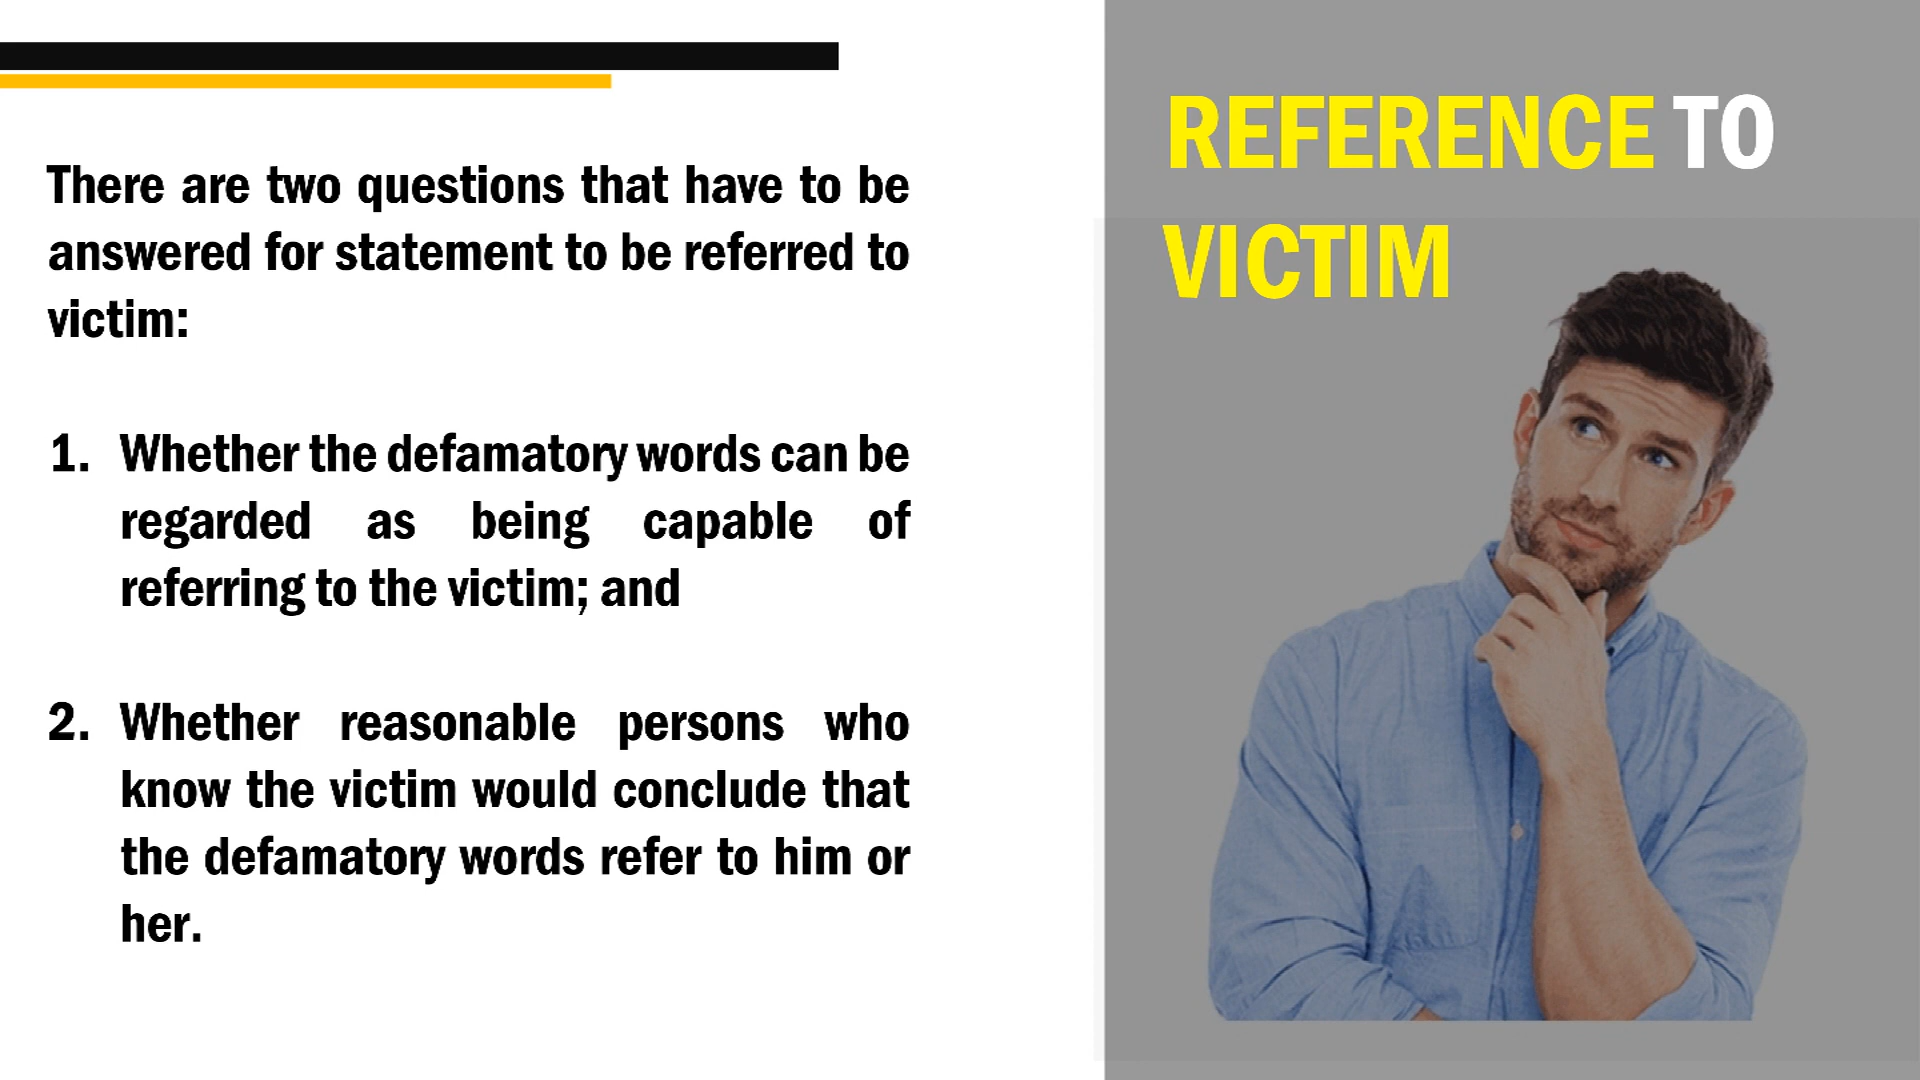 REFERENCE TO
VICTIM
There are two questions that have to be
answered for statement to be referred to
victim:
1. Whether the defamatory words can be
regarded as being capable of
referring to the victim; and
2. Whether reasonable persons who
know the victim would conclude that
the defamatory words refer to him or
her.